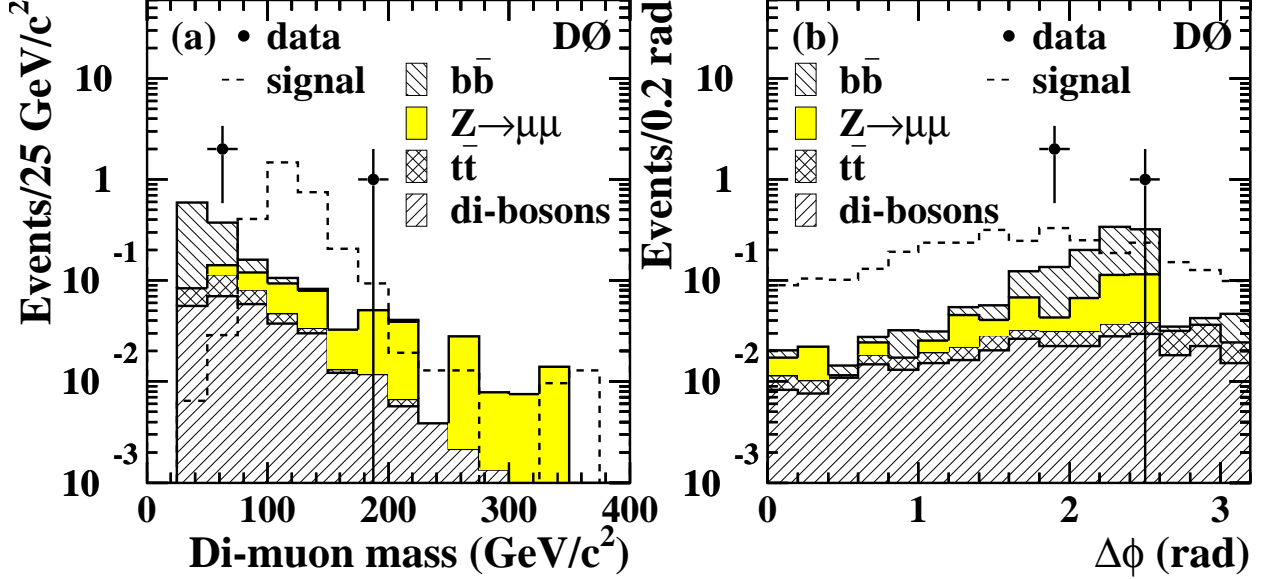 Events/25 GeV/c²
(a) data DØ
signal bb̄
Z→μμ
tt̄
di-bosons
10
1
10 -1
10 -2
10 -3
0 100 200 300 400
Di-muon mass (GeV/c²)
Events/0.2 rad
(b) data DØ
bb̄ signal
Z→μμ
tt̄
di-bosons
10
1
10 -1
10 -2
10 -3
0 1 2 3
Δϕ (rad)